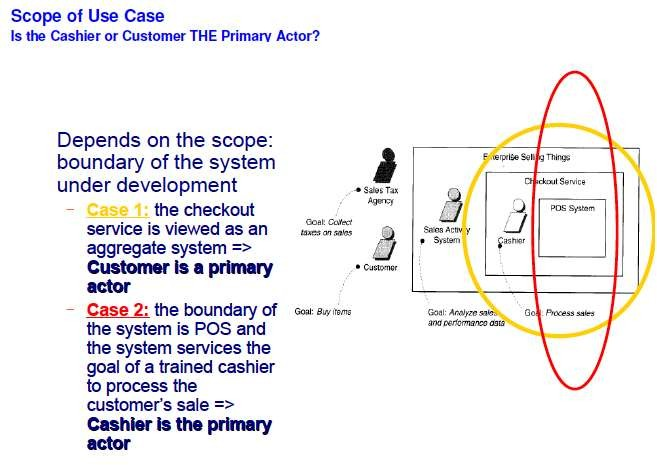 Scope of Use Case
Is the Cashier or Customer THE Primary Actor?
Depends on the scope:
boundary of the system
under development
– Case 1: the checkout
service is viewed as an
aggregate system =>
Customer is a primary
actor
– Case 2: the boundary of
the system is POS and
the system services the
goal of a trained cashier
to process the
customer's sale =>
Cashier is the primary
actor
Enterprise Selling Things
Checkout Service
POS System
Sales Tax
Agency
Goal: Collect
taxes on sales
Sales Activity
System
Cashier
Customer
Goal: Buy items
Goal: Analyze sales
and performance data
Goal: Process sales